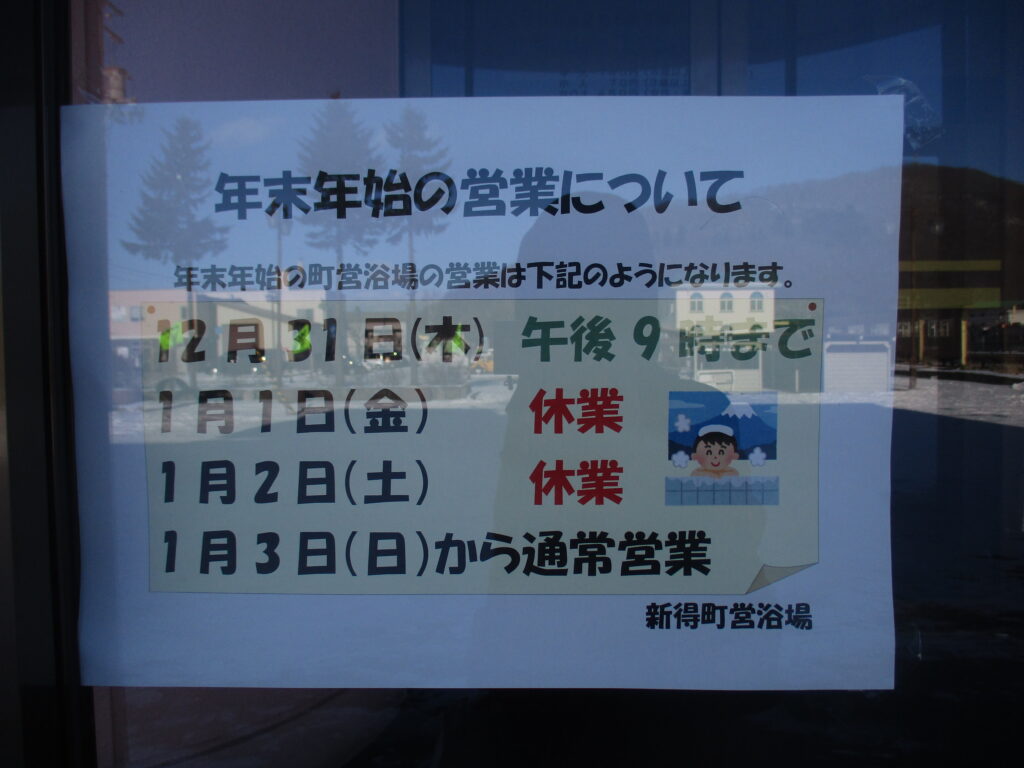 年末年始の営業について
年末年始の町営浴場の営業は下記のようになります。
12月31日(木) 午後9時まで
1月1日(金) 休業
1月2日(土) 休業
1月3日(日)から通常営業
新得町営浴場